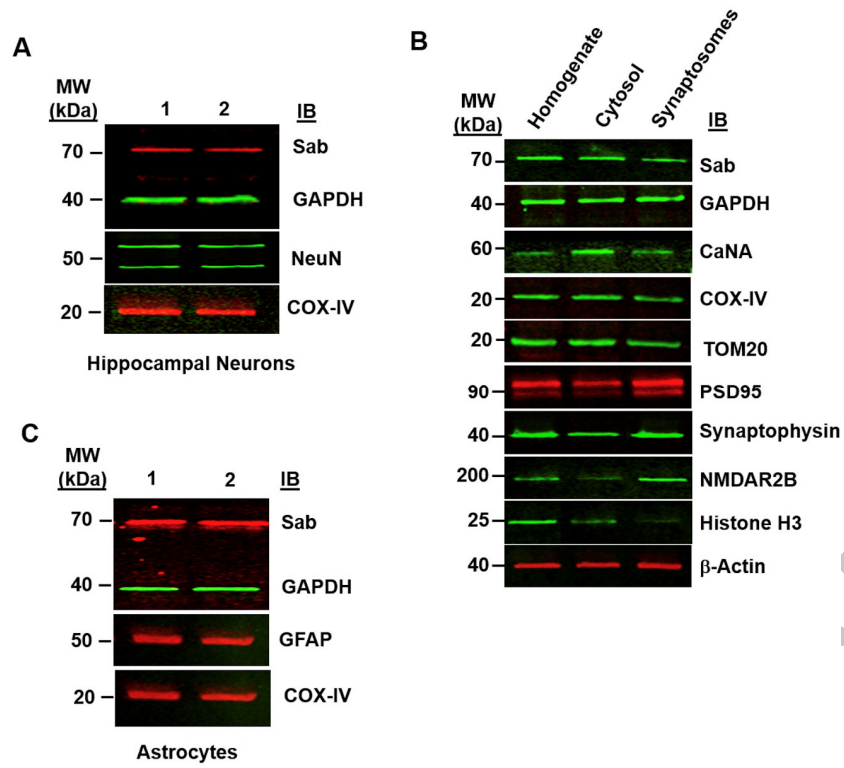 A
MW
(kDa)
1 2 IB
70 Sab
40 GAPDH
50 NeuN
20 COX-IV
Hippocampal Neurons
B
Homogenate
Cytosol
Synaptosomes
MW
(kDa)
IB
70 Sab
40 GAPDH
60 CaNA
20 COX-IV
20 TOM20
90 PSD95
40 Synaptophysin
200 NMDAR2B
25 Histone H3
40 β-Actin
C
MW
(kDa)
1 2 IB
70 Sab
40 GAPDH
50 GFAP
20 COX-IV
Astrocytes